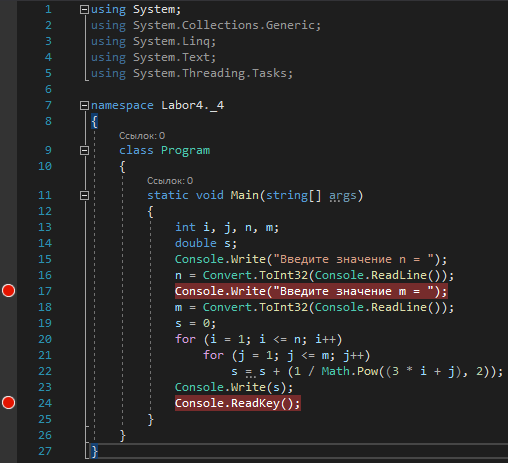 1 using System;
2 using System.Collections.Generic;
3 using System.Linq;
4 using System.Text;
5 using System.Threading.Tasks;
6
7 namespace Labor4._4
8 {
Ссылок: 0
9 class Program
10 {
Ссылок: 0
11 static void Main(string[] args)
12 {
13 int i, j, n, m;
14 double s;
15 Console.Write("Введите значение n = ");
16 n = Convert.ToInt32(Console.ReadLine());
17 Console.Write("Введите значение m = ");
18 m = Convert.ToInt32(Console.ReadLine());
19 s = 0;
20 for (i = 1; i <= n; i++)
21 for (j = 1; j <= m; j++)
22 s = s + (1 / Math.Pow((3 * i + j), 2));
23 Console.Write(s);
24 Console.ReadKey();
25 }
26 }
27 }